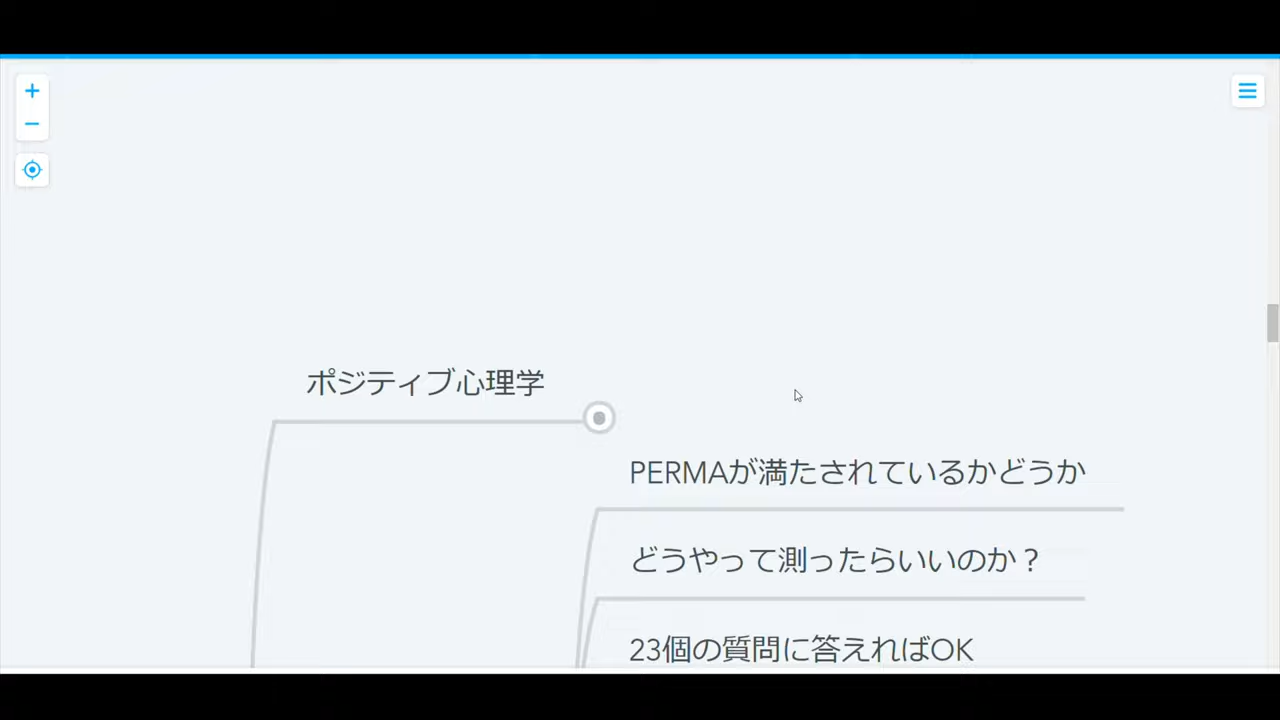 ポジティブ心理学
PERMAが満たされているかどうか
どうやって測ったらいいのか？
23個の質問に答えればOK